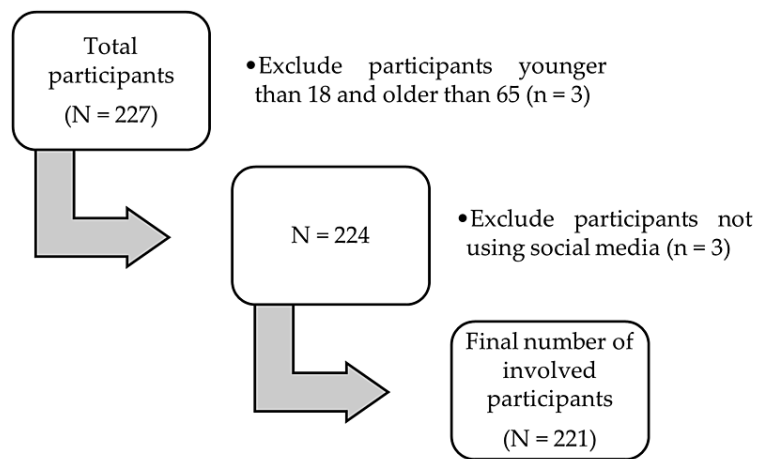 Total
participants
(N = 227)
•Exclude participants younger
than 18 and older than 65 (n = 3)
N = 224
•Exclude participants not
using social media (n = 3)
Final number of
involved
participants
(N = 221)